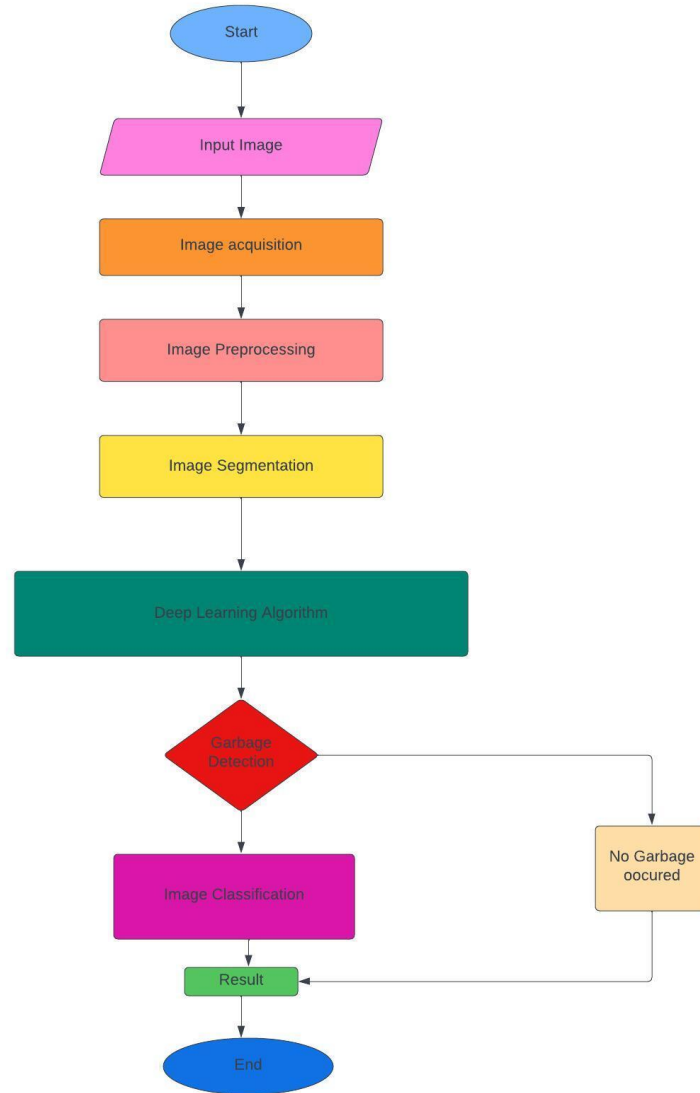 Start
Input Image
Image acquisition
Image Preprocessing
Image Segmentation
Deep Learning Algorithm
Garbage
Detection
No Garbage
oocured
Image Classification
Result
End